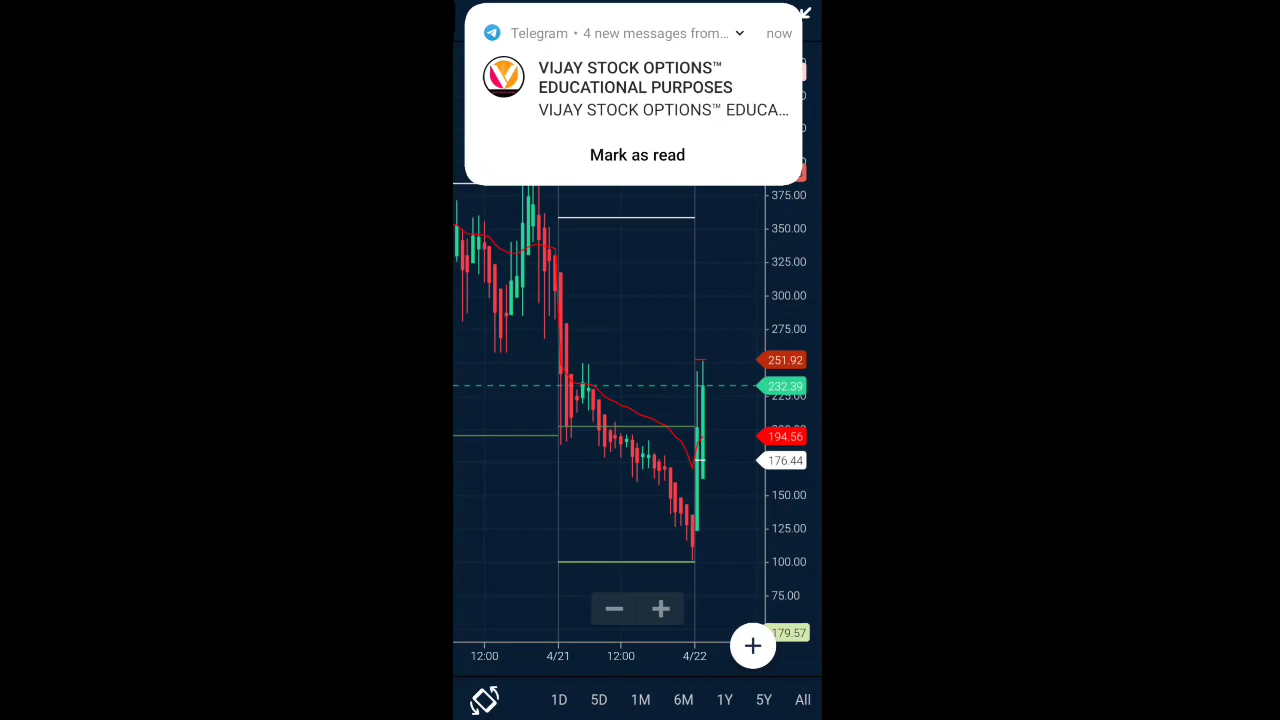 Telegram • 4 new messages from... now
VIJAY STOCK OPTIONS™
EDUCATIONAL PURPOSES
VIJAY STOCK OPTIONS™ EDUCA...
Mark as read
375.00
350.00
325.00
300.00
275.00
251.92
232.39
225.00
194.56
176.44
150.00
125.00
100.00
75.00
179.57
12:00 4/21 12:00 4/22
1D 5D 1M 6M 1Y 5Y All